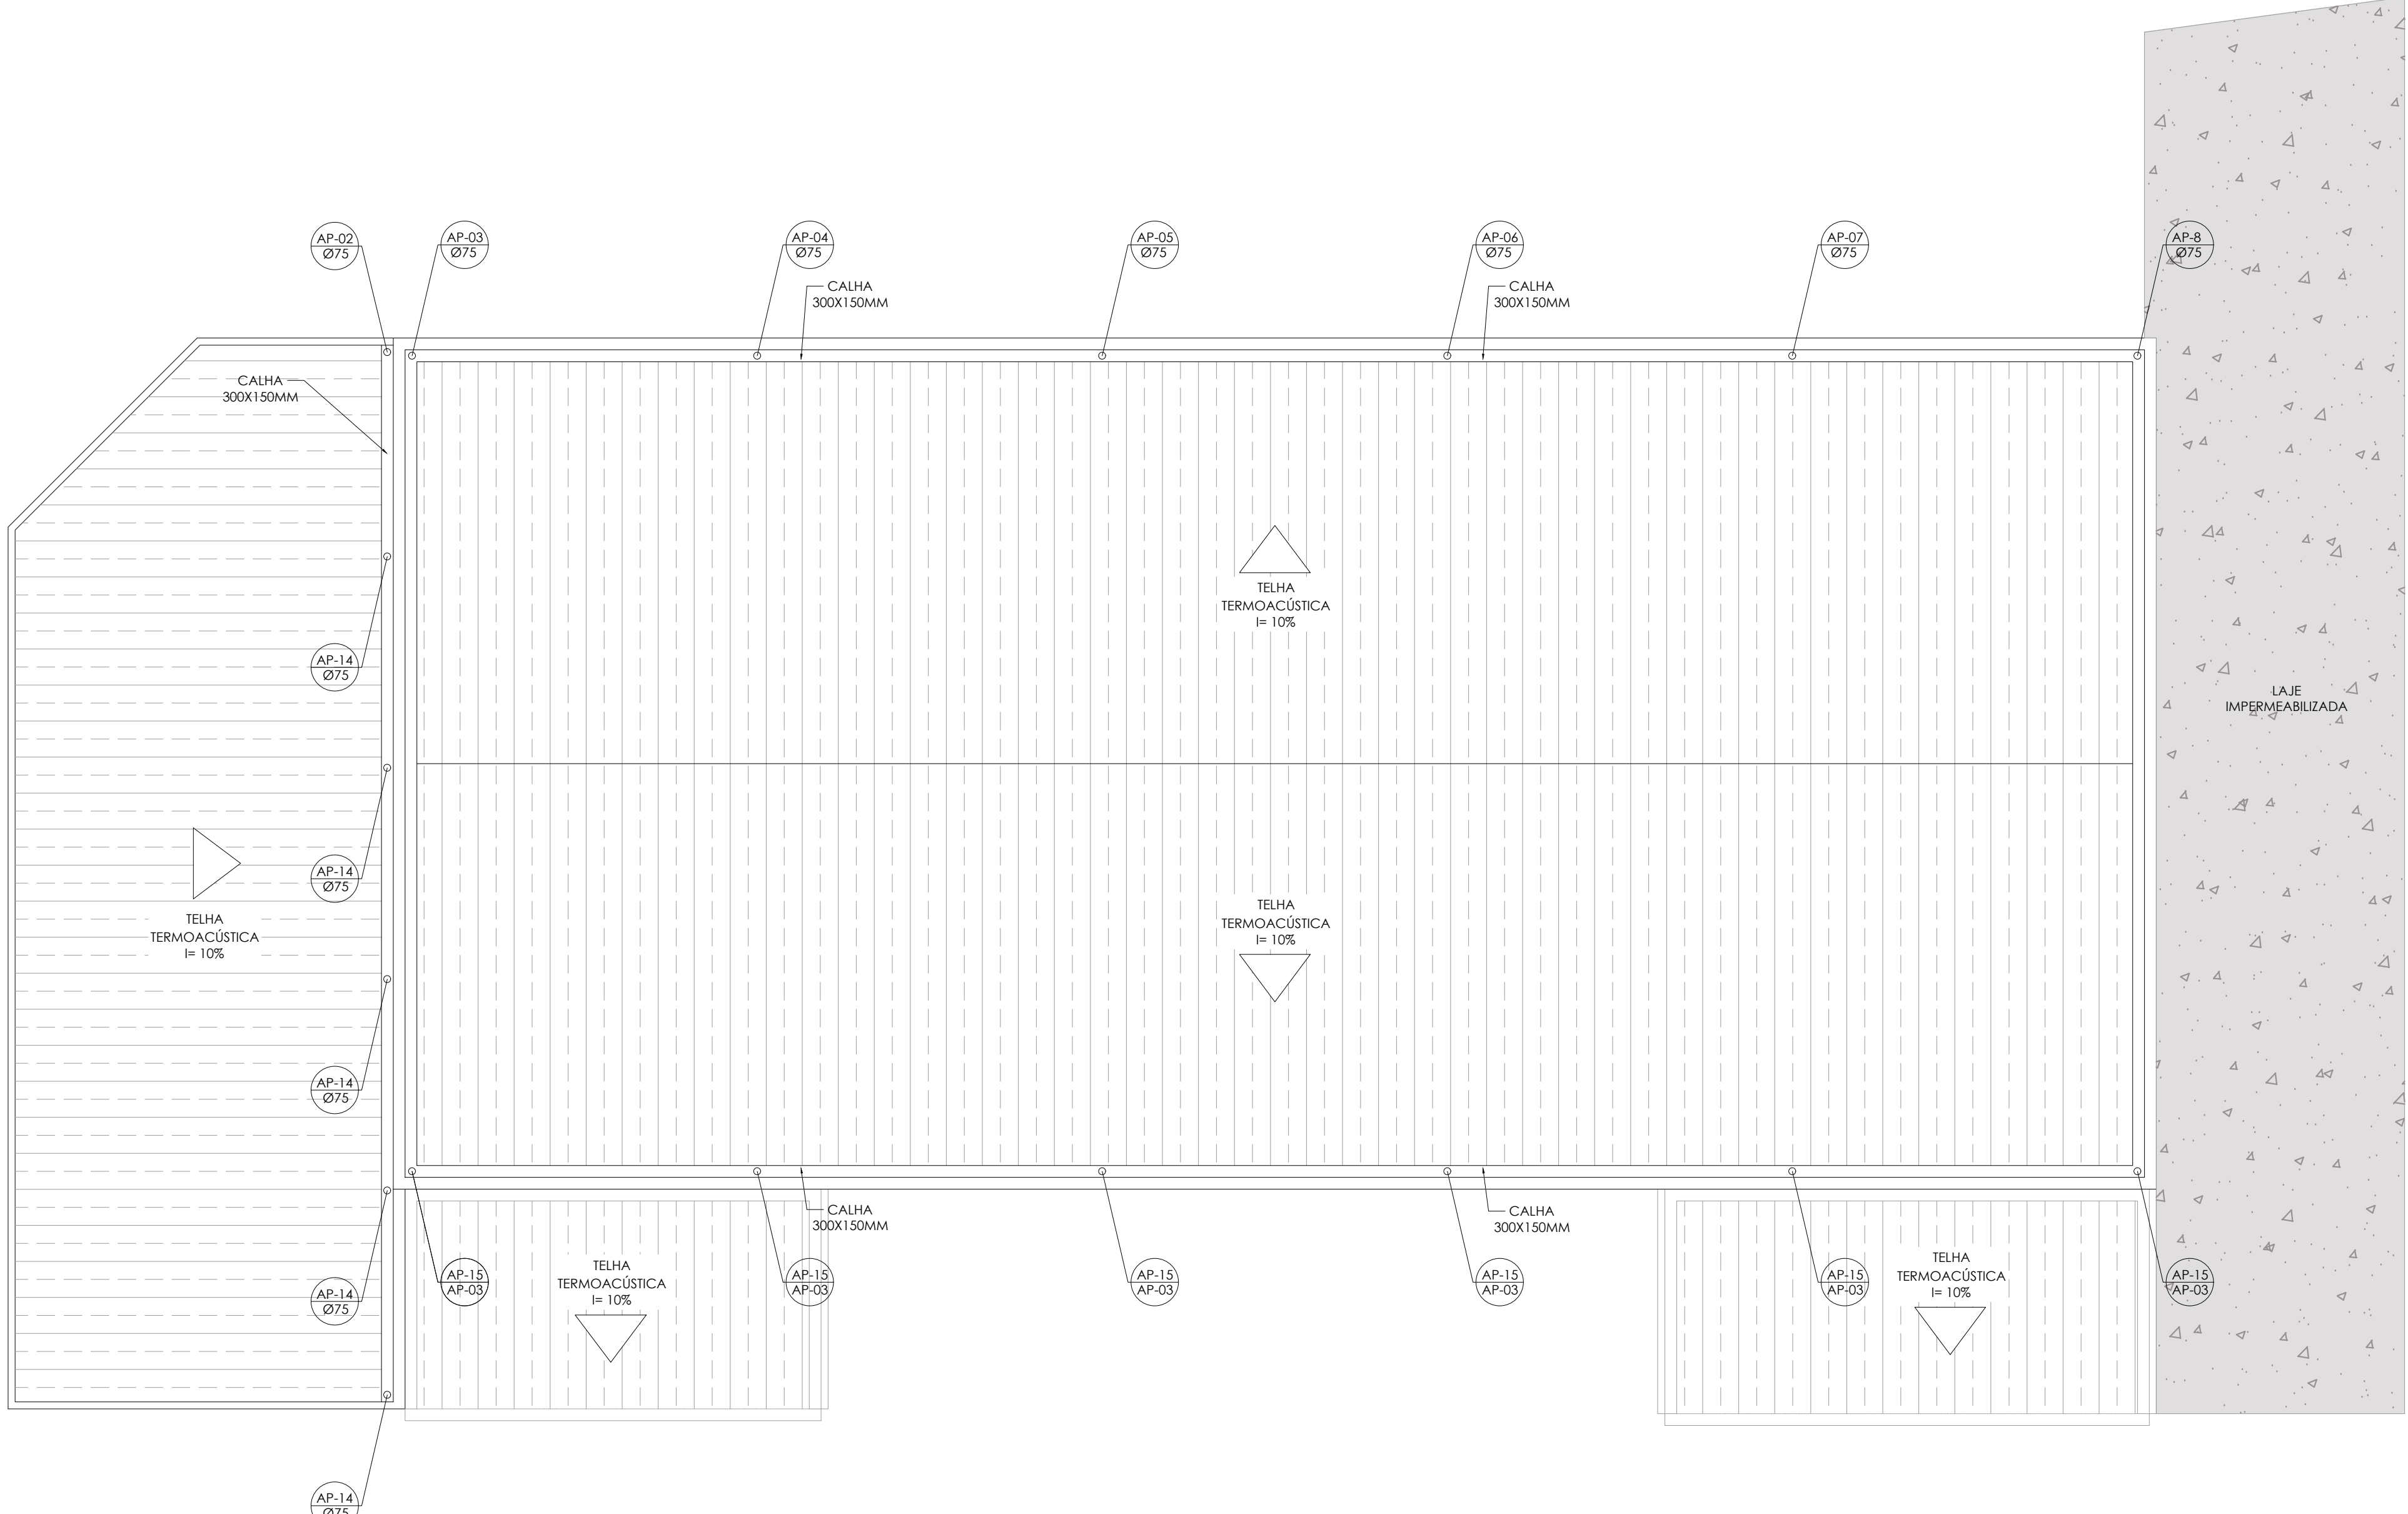 AP-02
Ø75
AP-03
Ø75
AP-04
Ø75
AP-05
Ø75
AP-06
Ø75
AP-07
Ø75
AP-8
Ø75
CALHA
300X150MM
CALHA
300X150MM
CALHA
300X150MM
TELHA
TERMOACÚSTICA
I= 10%
AP-14
Ø75
LAJE
IMPERMEABILIZADA
AP-14
Ø75
TELHA
TERMOACÚSTICA
I= 10%
TELHA
TERMOACÚSTICA
I= 10%
AP-14
Ø75
CALHA
300X150MM
CALHA
300X150MM
AP-14
Ø75
AP-15
AP-03
TELHA
TERMOACÚSTICA
I= 10%
AP-15
AP-03
AP-15
AP-03
AP-15
AP-03
AP-15
AP-03
TELHA
TERMOACÚSTICA
I= 10%
AP-15
AP-03
AP-14
Ø75